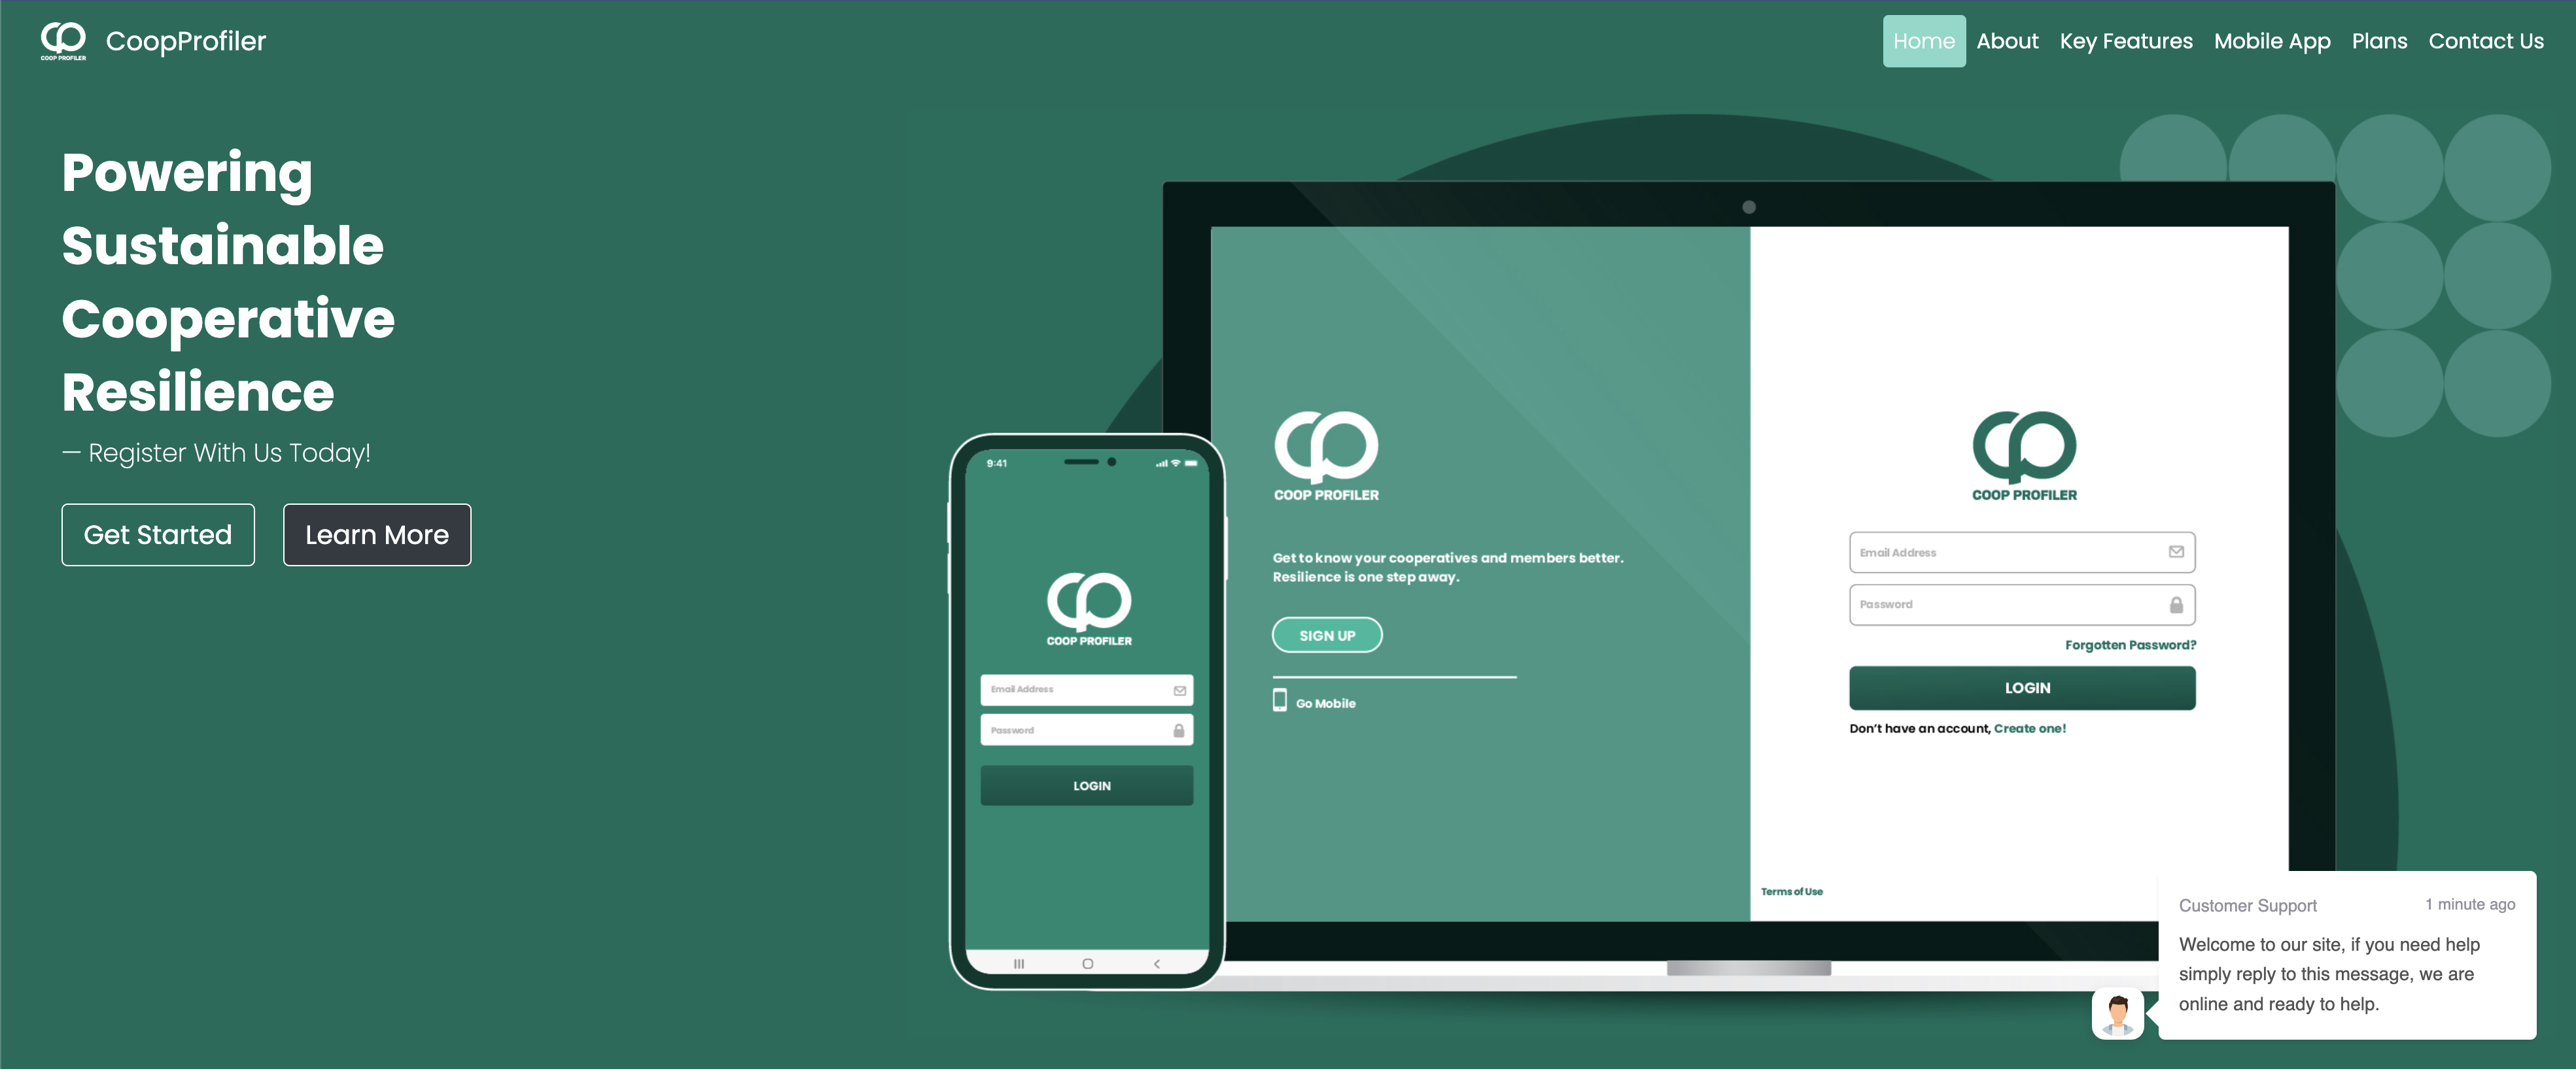 COOP PROFILER
CoopProfiler
Home
About
Key Features
Mobile App
Plans
Contact Us
Powering
Sustainable
Cooperative
Resilience
— Register With Us Today!
Get Started
Learn More
9:41
COOP PROFILER
Email Address
Password
LOGIN
COOP PROFILER
Get to know your cooperatives and members better.
Resilience is one step away.
SIGN UP
Go Mobile
COOP PROFILER
Email Address
Password
Forgotten Password?
LOGIN
Don't have an account, Create one!
Terms of Use
Customer Support
1 minute ago
Welcome to our site, if you need help
simply reply to this message, we are
online and ready to help.